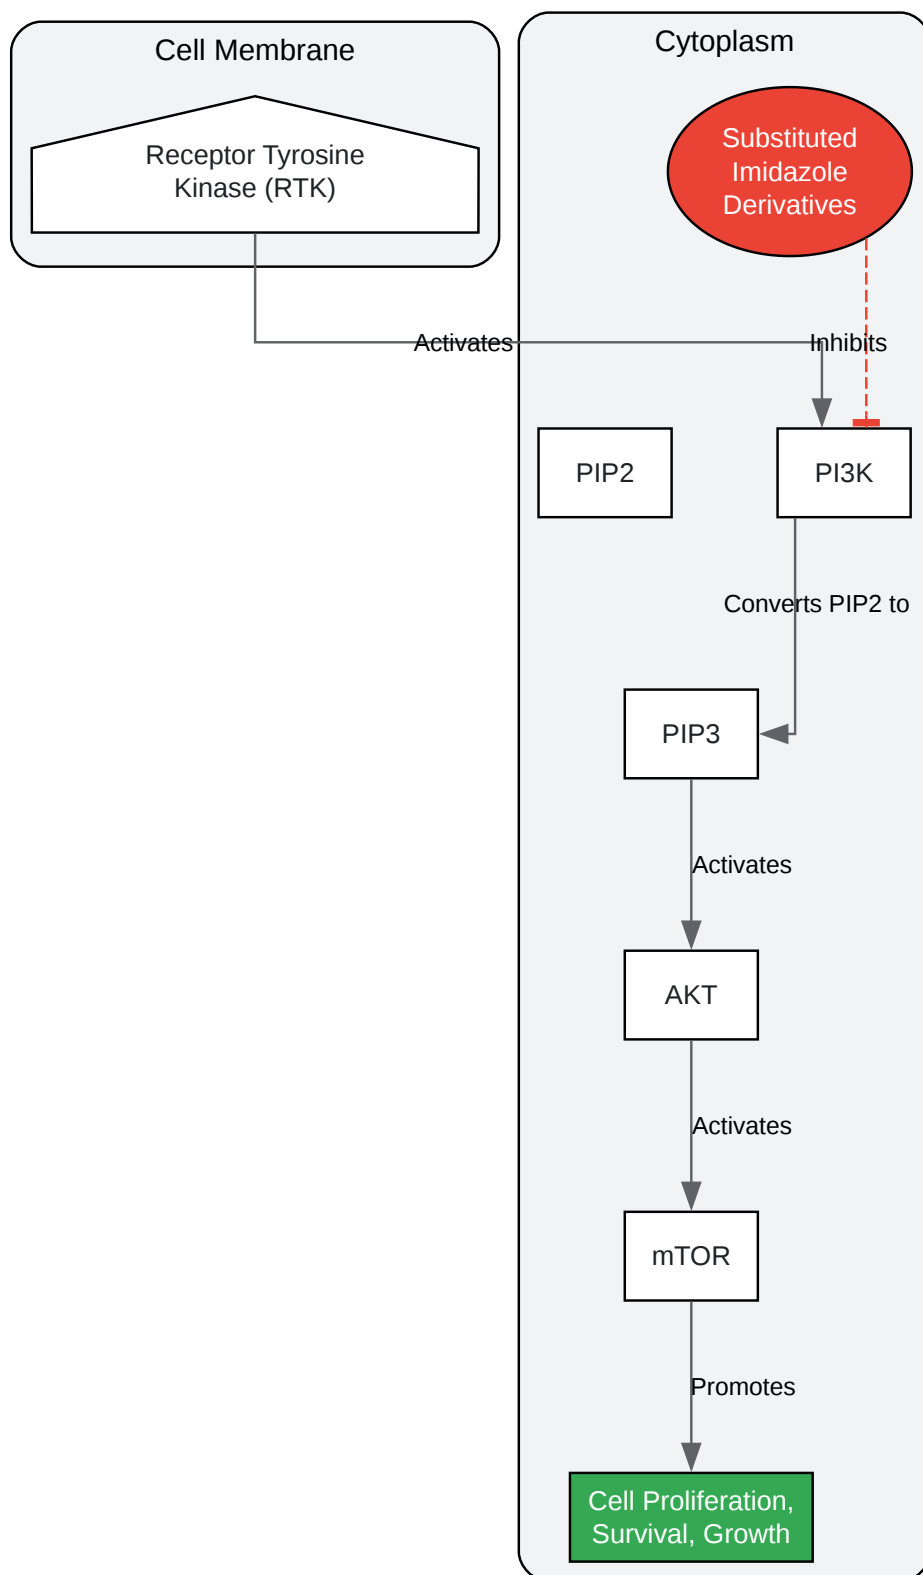 Cell Membrane
Receptor Tyrosine
Kinase (RTK)
Cytoplasm
Substituted
Imidazole
Derivatives
Activates
Inhibits
PIP2
PI3K
Converts PIP2 to
PIP3
Activates
AKT
Activates
mTOR
Promotes
Cell Proliferation,
Survival, Growth